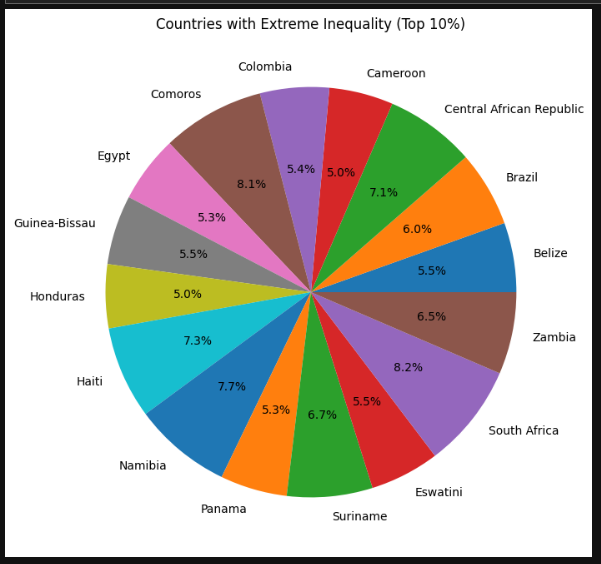 Countries with Extreme Inequality (Top 10%)
Colombia
Cameroon
Comoros
Central African Republic
Egypt
Brazil
Guinea-Bissau
Belize
Honduras
Zambia
Haiti
South Africa
Namibia
Eswatini
Panama
Suriname
5.4%
5.0%
8.1%
7.1%
5.3%
6.0%
5.5%
5.5%
5.0%
6.5%
7.3%
8.2%
7.7%
5.5%
5.3%
6.7%